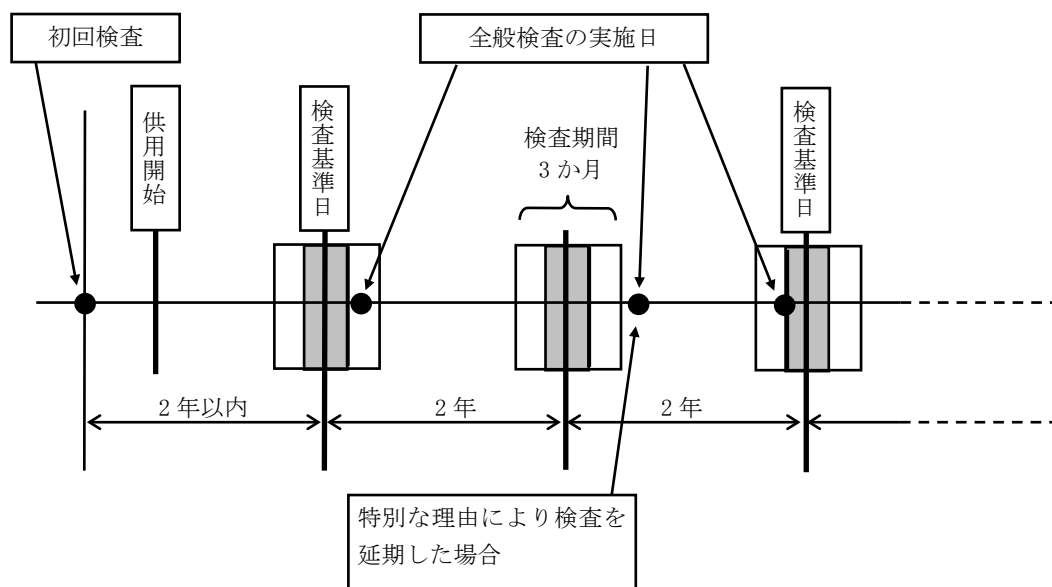 初回検査
全般検査の実施日
供用開始
検査基準日
検査期間
3か月
検査基準日
2年以内
2年
2年
特別な理由により検査を
延期した場合